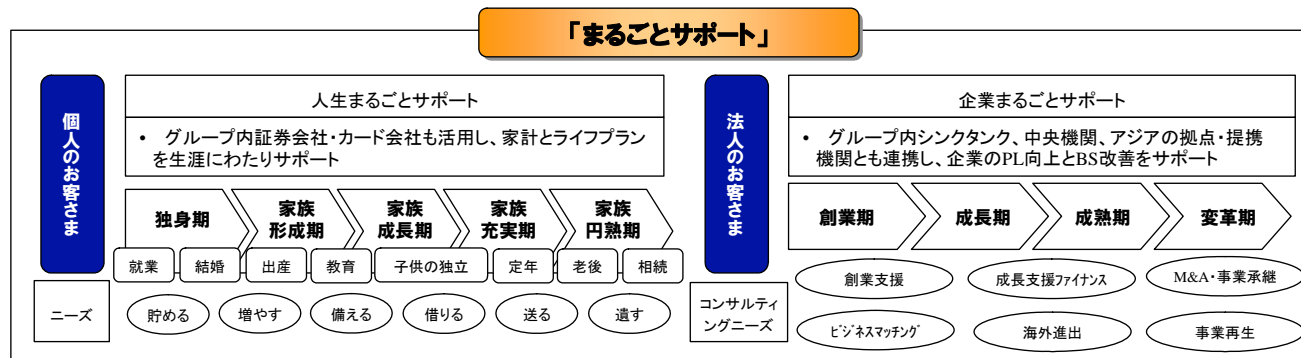 「まるごとサポート」
個人のお客さま
人生まるごとサポート
• グループ内証券会社・カード会社も活用し、家計とライフプラン
を生涯にわたりサポート
独身期
家族
形成期
家族
成長期
家族
充実期
家族
円熟期
就業
結婚
出産
教育
子供の独立
定年
老後
相続
ニーズ
貯める
増やす
備える
借りる
送る
遺す
法人のお客さま
企業まるごとサポート
• グループ内シンクタンク、中央機関、アジアの拠点・提携
機関とも連携し、企業のPL向上とBS改善をサポート
創業期
成長期
成熟期
変革期
コンサルティ
ングニーズ
創業支援
成長支援ファイナンス
M&A・事業承継
ﾋﾞｼﾞﾈｽﾏｯﾁﾝｸﾞ
海外進出
事業再生